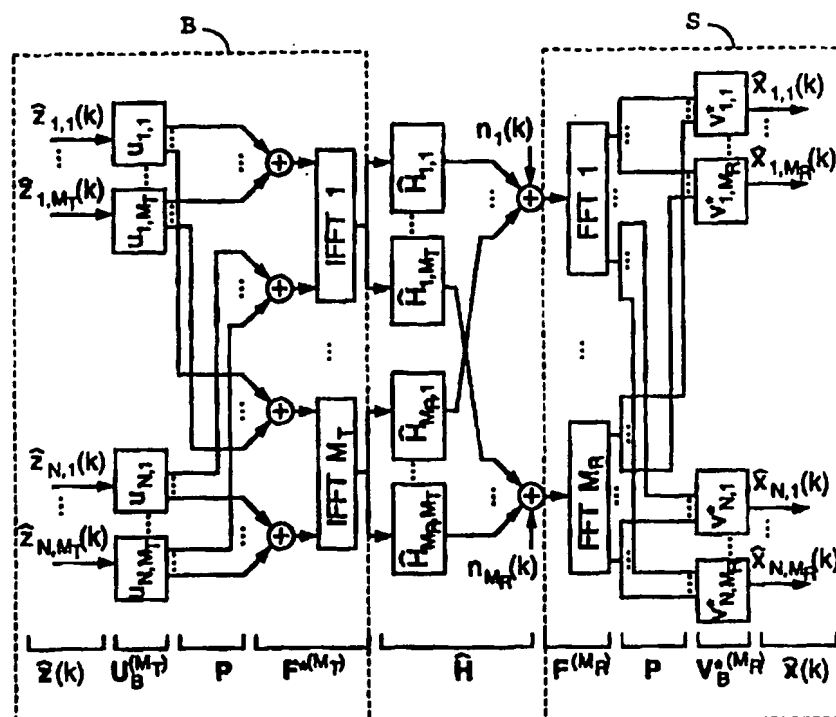 B
S
ẑ1,1(k)
u1,1
ẑ1,MT(k)
u1,MT
IFFT 1
Ĥ1,1
Ĥ1,MT
n1(k)
FFT 1
v*1,1
x̂1,1(k)
v*1,MR
x̂1,MR(k)
ẑN,1(k)
uN,1
ẑN,MT(k)
uN,MT
IFFT MT
ĤMR,1
ĤMR,MT
nMR(k)
FFT MR
v*N,1
x̂N,1(k)
v*N,MR
x̂N,MR(k)
ẑ(k) UB(MT) P F*(MT) Ĥ F(MR) P VB*(MR) x̂(k)